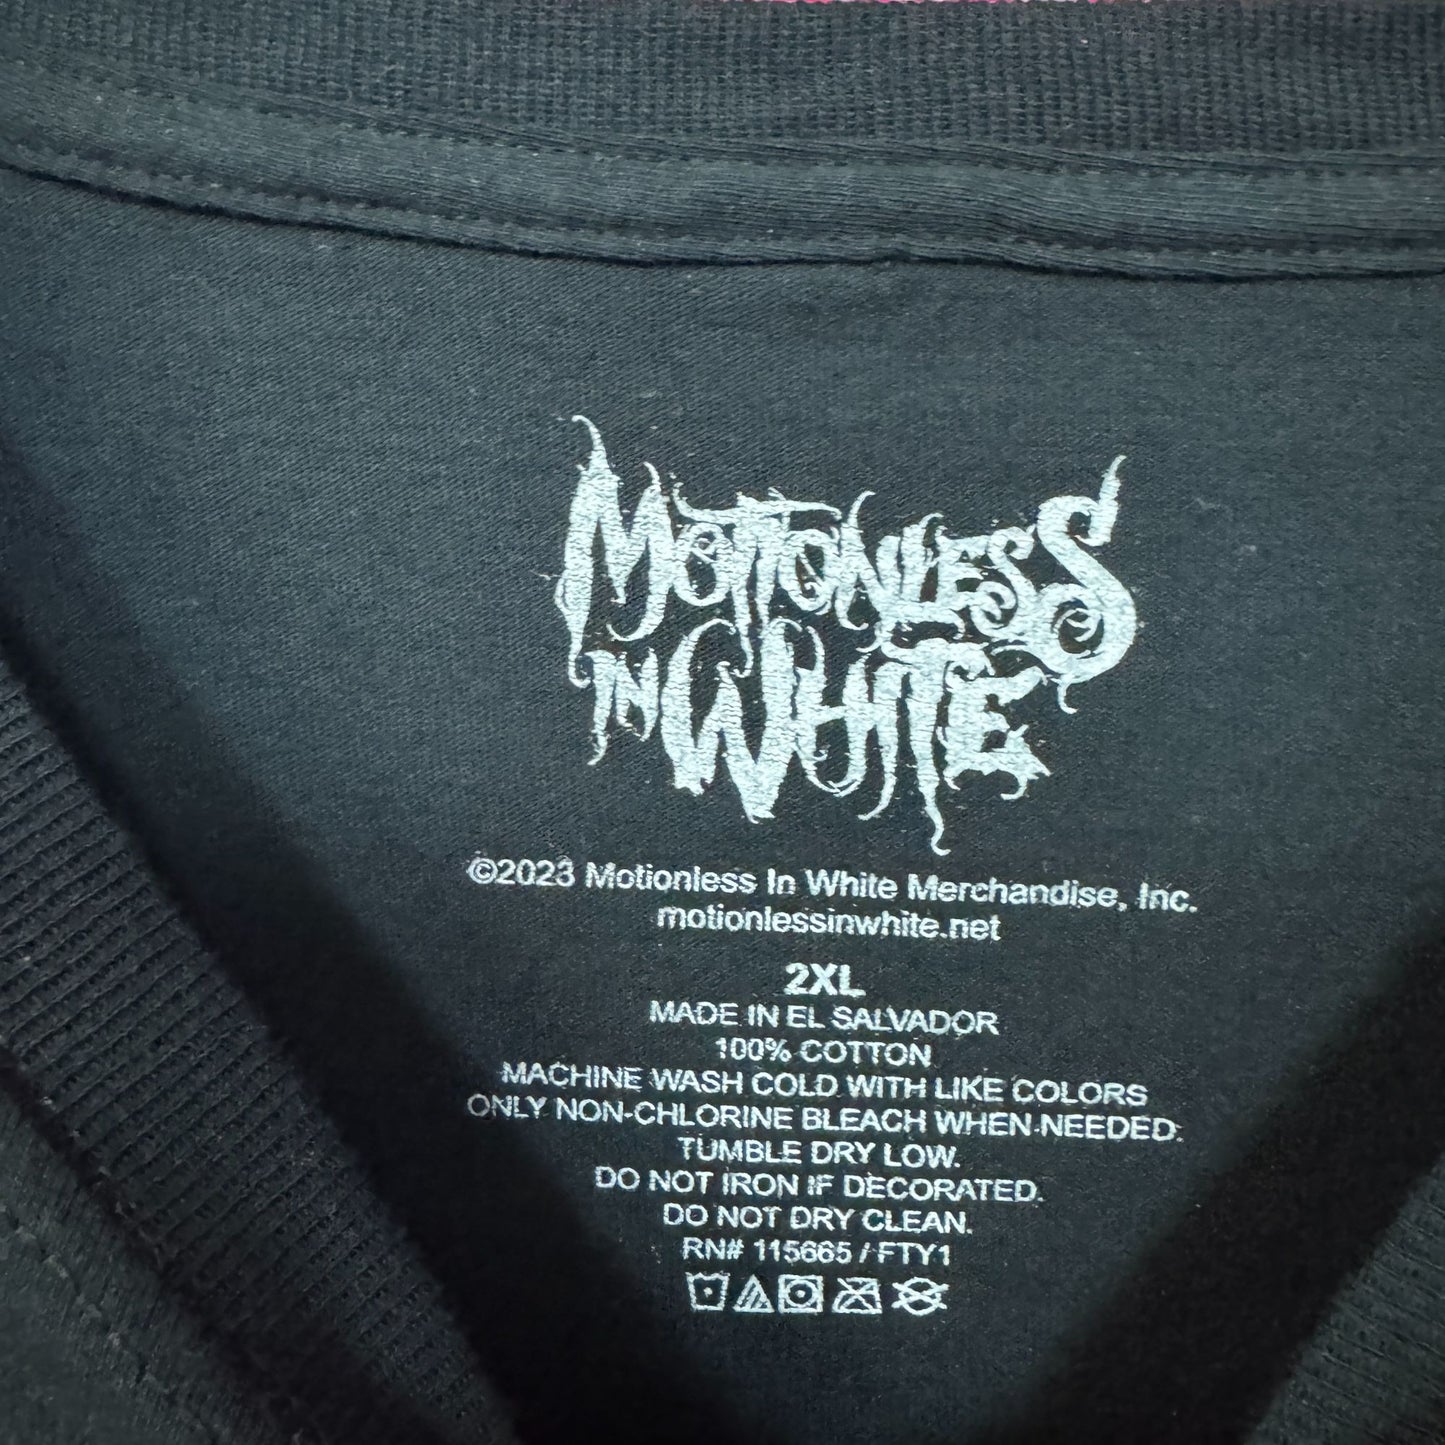 MOTIONLESS
IN WHITE
©2023 Motionless In White Merchandise, Inc.
motionlessinwhite.net
2XL
MADE IN EL SALVADOR
100% COTTON
MACHINE WASH COLD WITH LIKE COLORS
ONLY NON-CHLORINE BLEACH WHEN NEEDED.
TUMBLE DRY LOW.
DO NOT IRON IF DECORATED.
DO NOT DRY CLEAN.
RN# 115665 / FTY1